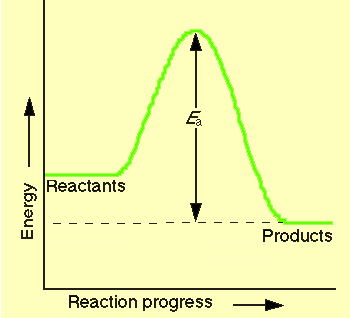 Energy
Reactants
Eₐ
Products
Reaction progress